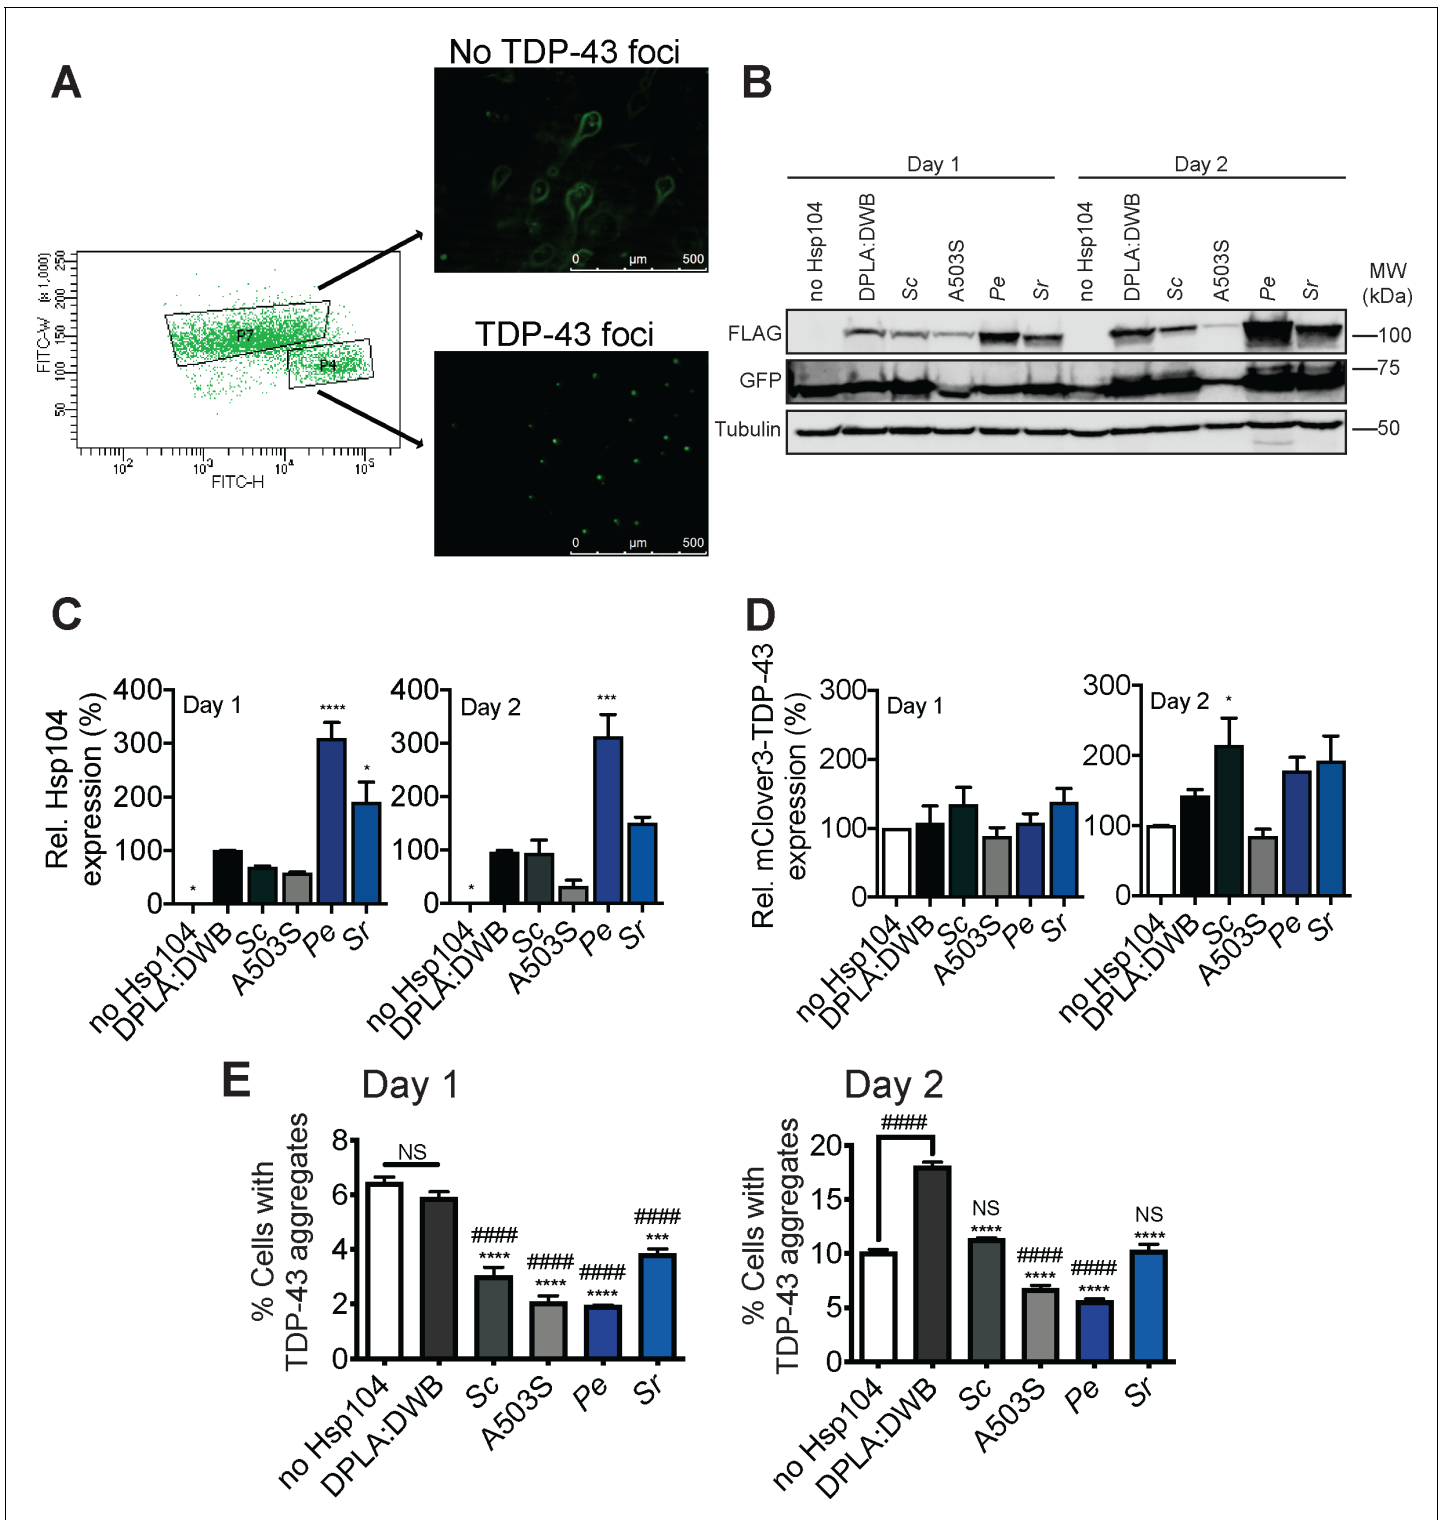 A
No TDP-43 foci
0 µm 500
TDP-43 foci
0 µm 500
FITC-W (x 1,000)
250
200
150
100
50
P7
P4
10² 10³ 10⁴ 10⁵
FITC-H
B
Day 1 Day 2
no Hsp104 DPLA:DWB Sc A503S Pe Sr no Hsp104 DPLA:DWB Sc A503S Pe Sr
MW
(kDa)
FLAG
GFP
Tubulin
100
75
50
C
Rel. Hsp104
expression (%)
400
300
200
100
0
Day 1
* **** *
no Hsp104 DPLA:DWB Sc A503S Pe Sr
400
300
200
100
0
Day 2
* ***
no Hsp104 DPLA:DWB Sc A503S Pe Sr
D
Rel. mClover3-TDP-43
expression (%)
300
200
100
0
Day 1
no Hsp104 DPLA:DWB Sc A503S Pe Sr
300
200
100
0
Day 2
*
no Hsp104 DPLA:DWB Sc A503S Pe Sr
E
Day 1
% Cells with
TDP-43 aggregates
8
6
4
2
0
NS
#### #### #### ####
**** **** **** ***
no Hsp104 DPLA:DWB Sc A503S Pe Sr
Day 2
% Cells with
TDP-43 aggregates
20
15
10
5
0
####
NS #### #### NS
**** **** **** ****
no Hsp104 DPLA:DWB Sc A503S Pe Sr